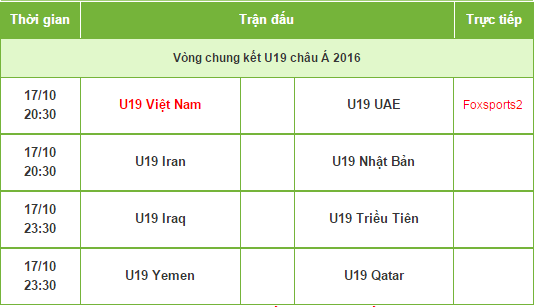 Thời gian Trận đấu Trực tiếp
Vòng chung kết U19 châu Á 2016
17/10
20:30
U19 Việt Nam U19 UAE Foxsports2
17/10
20:30
U19 Iran U19 Nhật Bản
17/10
23:30
U19 Iraq U19 Triều Tiên
17/10
23:30
U19 Yemen U19 Qatar